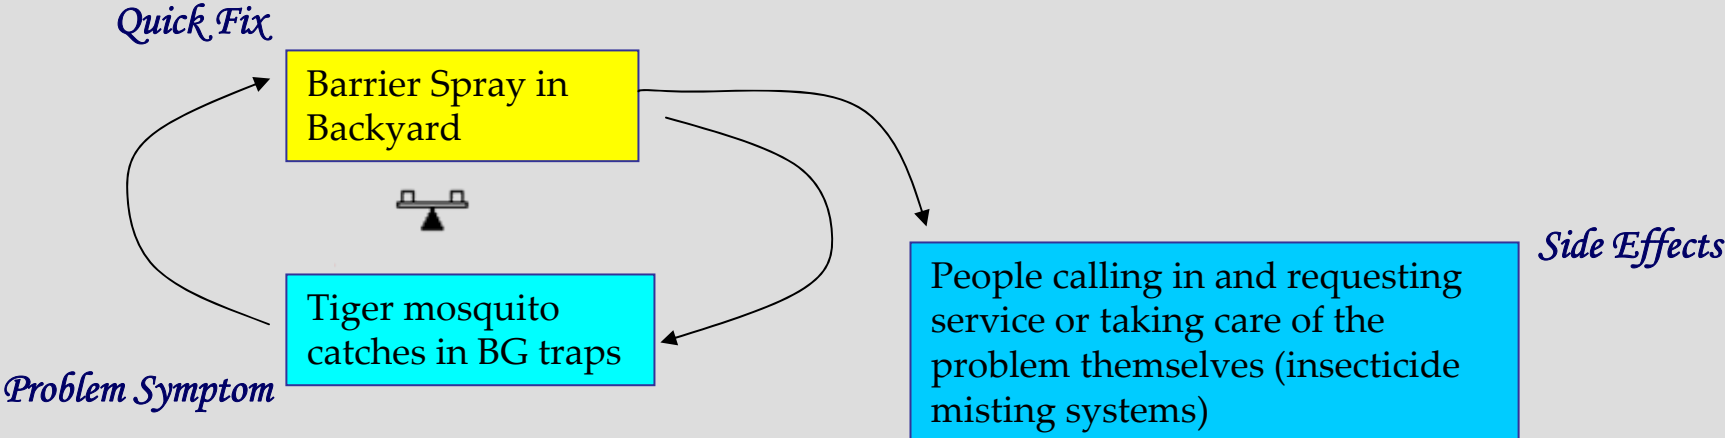 Quick Fix
Barrier Spray in
Backyard
Side Effects
People calling in and requesting
service or taking care of the
problem themselves (insecticide
misting systems)
Tiger mosquito
catches in BG traps
Problem Symptom